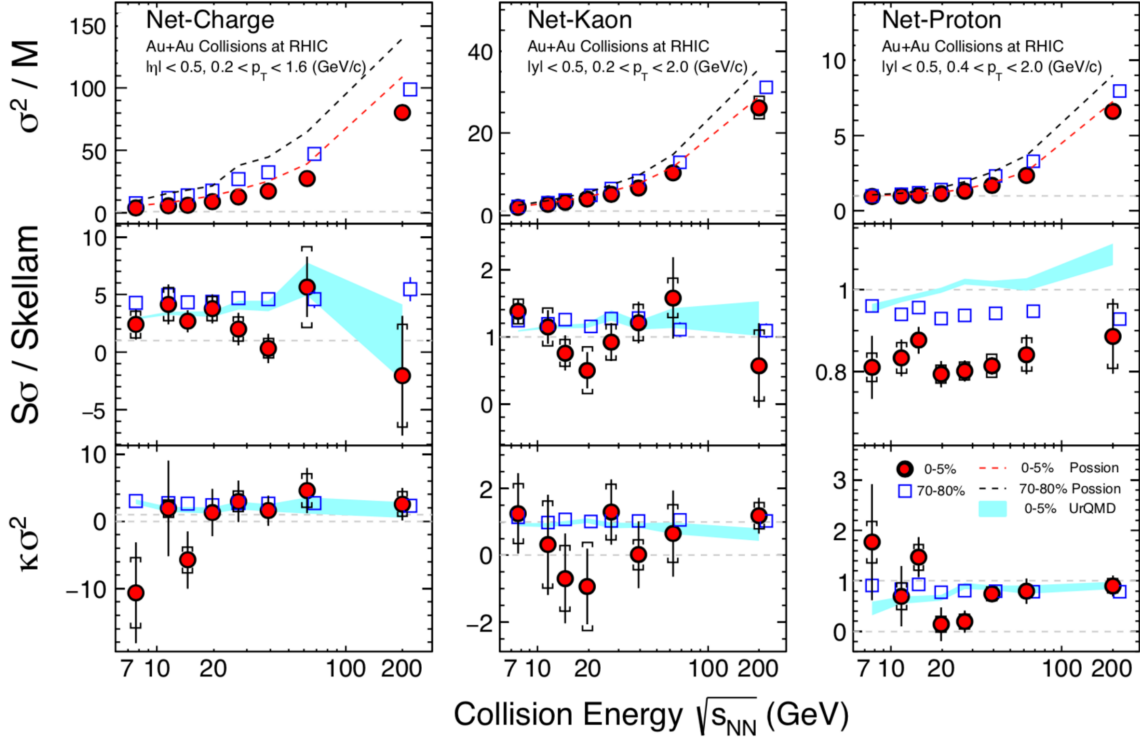 Net-Charge
Au+Au Collisions at RHIC
|η| < 0.5, 0.2 < p_T < 1.6 (GeV/c)
Net-Kaon
Au+Au Collisions at RHIC
|y| < 0.5, 0.2 < p_T < 2.0 (GeV/c)
Net-Proton
Au+Au Collisions at RHIC
|y| < 0.5, 0.4 < p_T < 2.0 (GeV/c)
σ² / M
150
100
50
0
40
20
0
10
5
0
Sσ / Skellam
10
5
0
−5
2
1
0
1
0.8
κσ²
10
0
−10
2
0
−2
3
2
1
0
0-5%
0-5% Possion
70-80%
70-80% Possion
0-5% UrQMD
7 10 20 100 200
7 10 20 100 200
7 10 20 100 200
Collision Energy √s_NN (GeV)